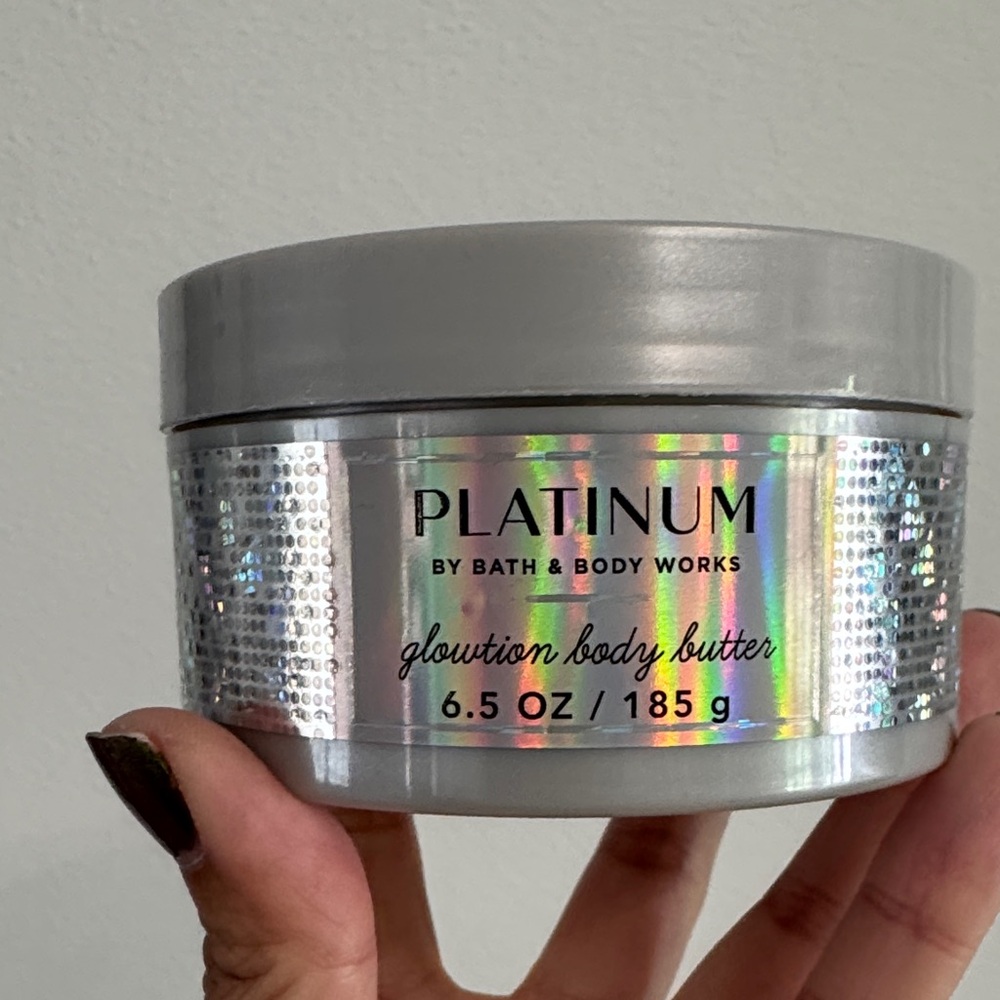 PLATINUM
BY BATH & BODY WORKS
glowtion body butter
6.5 OZ / 185 g